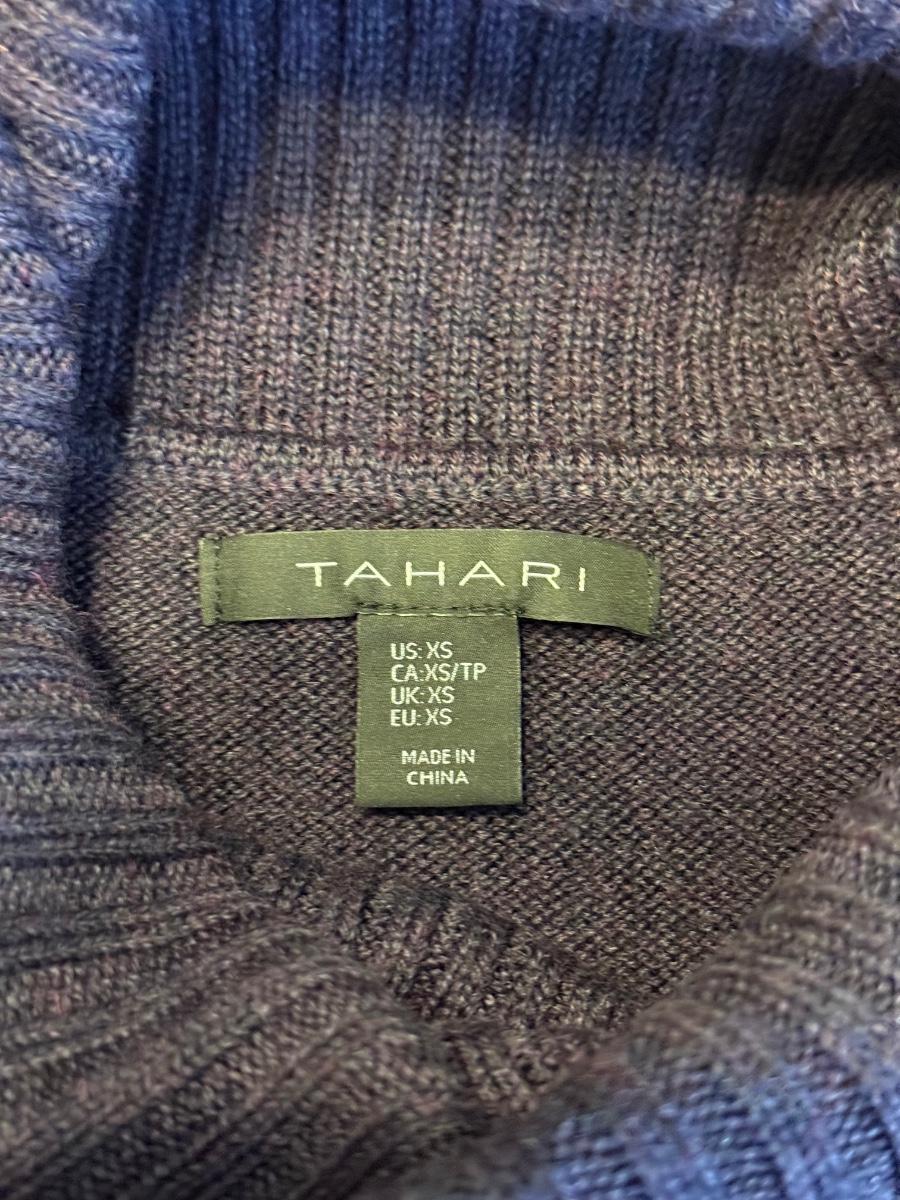 TAHARI
US: XS
CA:XS/TP
UK: XS
EU: XS
MADE IN
CHINA